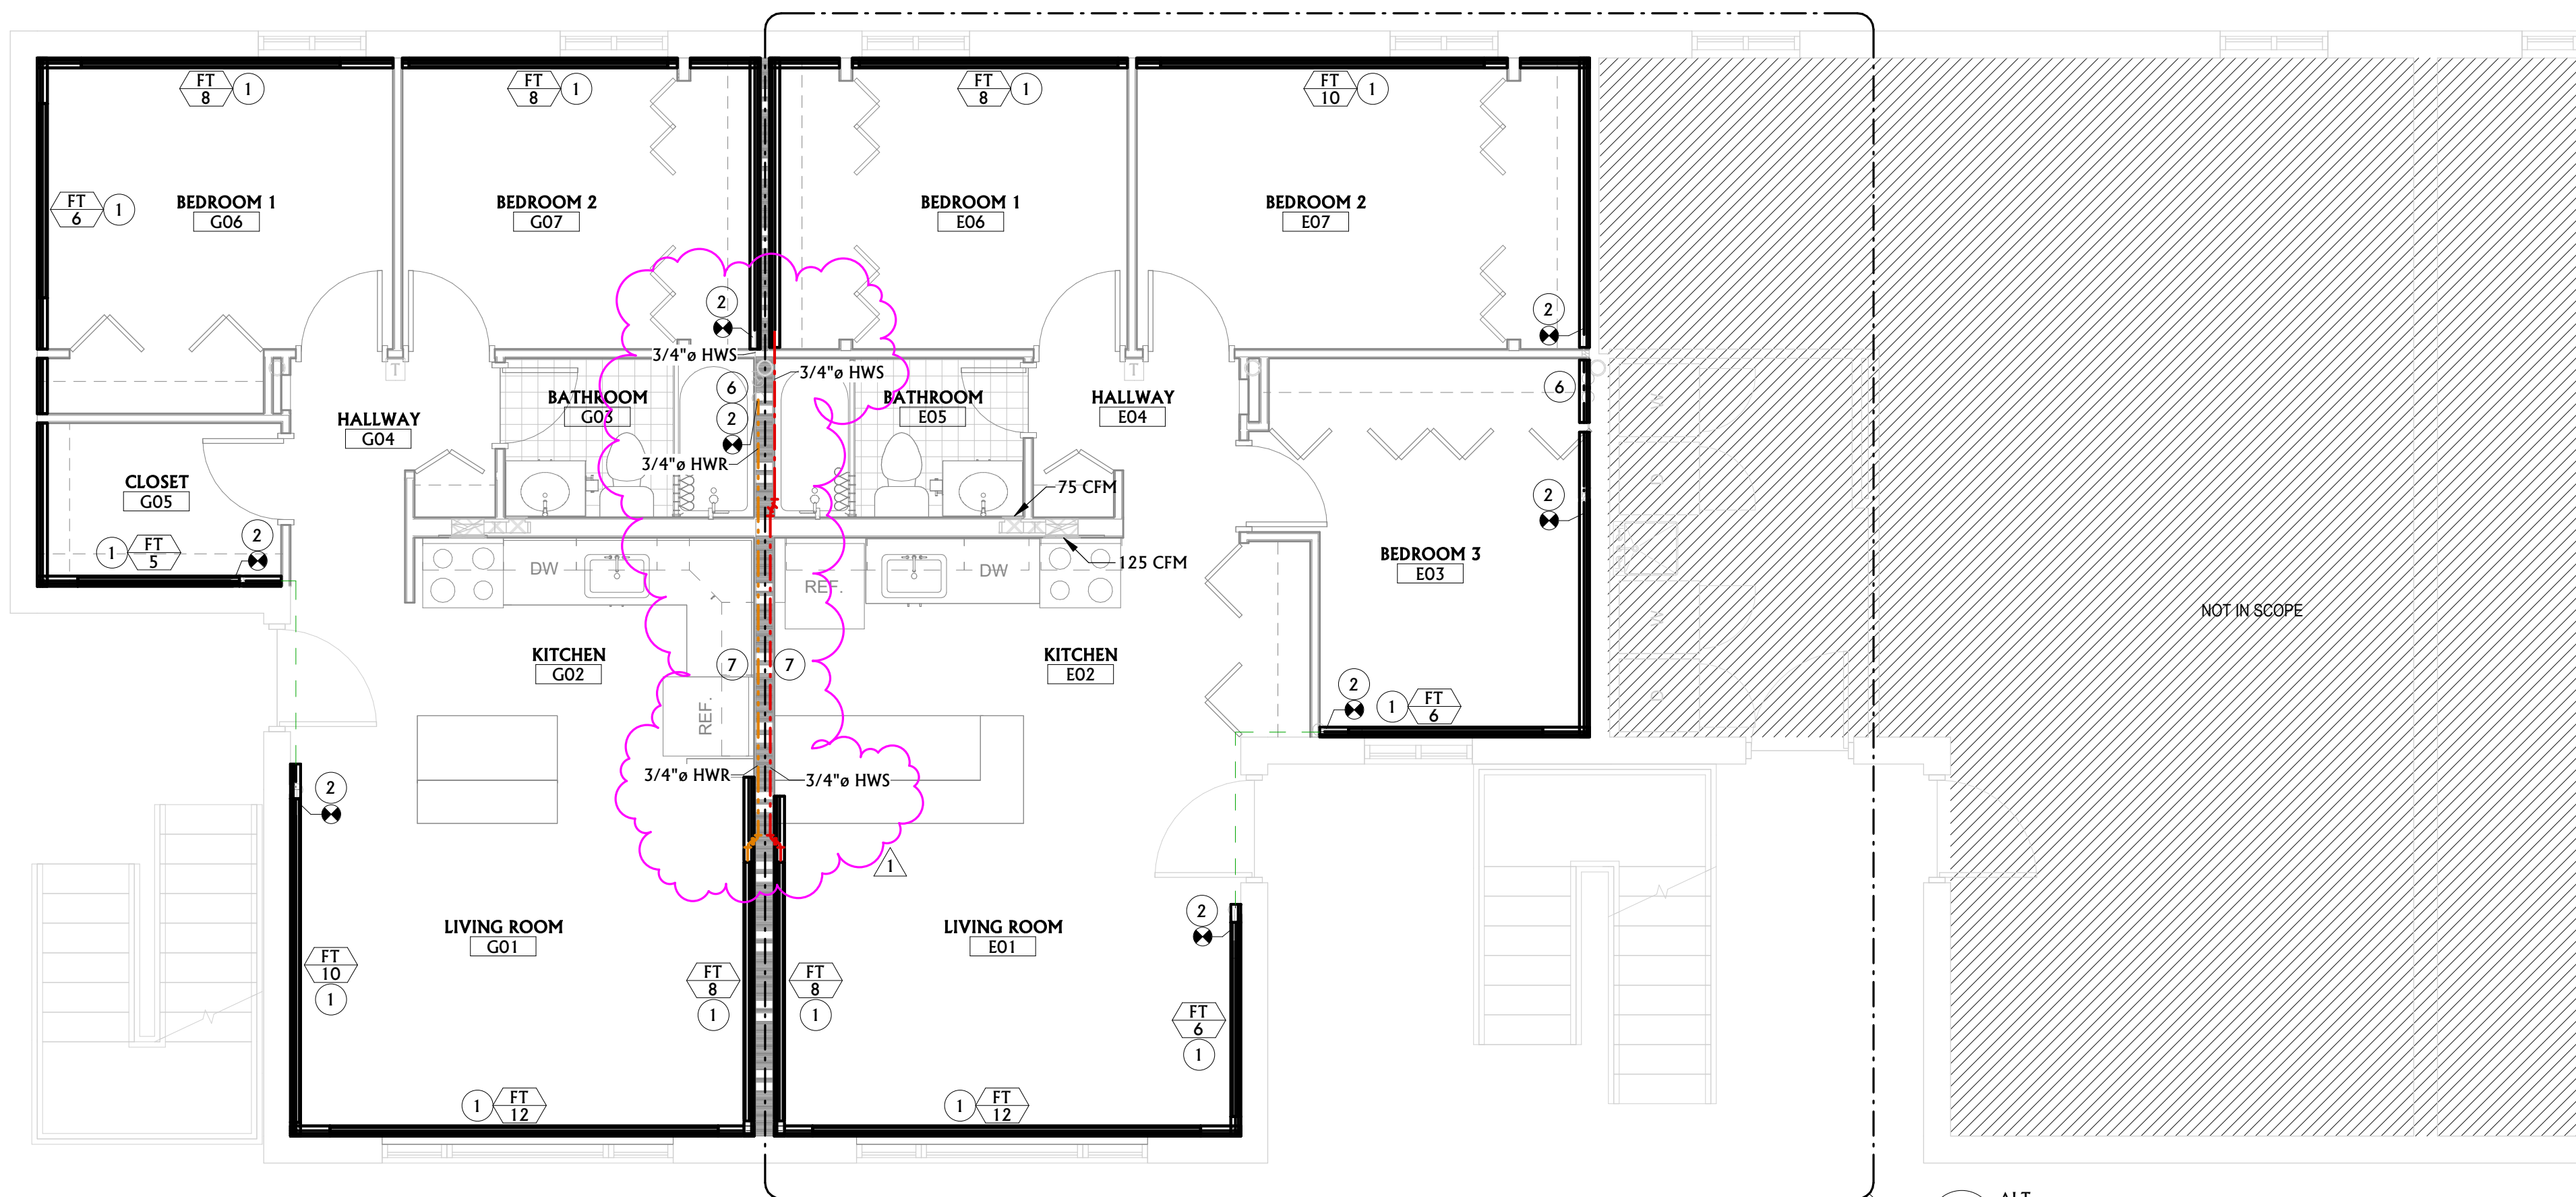 FT
8
1
FT
8
1
FT
8
1
FT
10
1
FT
6
1
BEDROOM 1
G06
BEDROOM 2
G07
BEDROOM 1
E06
BEDROOM 2
E07
2
2
3/4"ø HWS
3/4"ø HWS
T
T
6
6
2
BATHROOM
G03
BATHROOM
E05
HALLWAY
G04
HALLWAY
E04
3/4"ø HWR
CLOSET
G05
75 CFM
2
2
1
FT
5
125 CFM
BEDROOM 3
E03
DW
DW
REF.
W
D
W
D
NOT IN SCOPE
KITCHEN
G02
KITCHEN
E02
7
7
2
1
FT
6
REF.
3/4"ø HWR
3/4"ø HWS
2
1
2
LIVING ROOM
G01
LIVING ROOM
E01
FT
10
1
FT
8
1
FT
8
1
FT
6
1
1
FT
12
1
FT
12